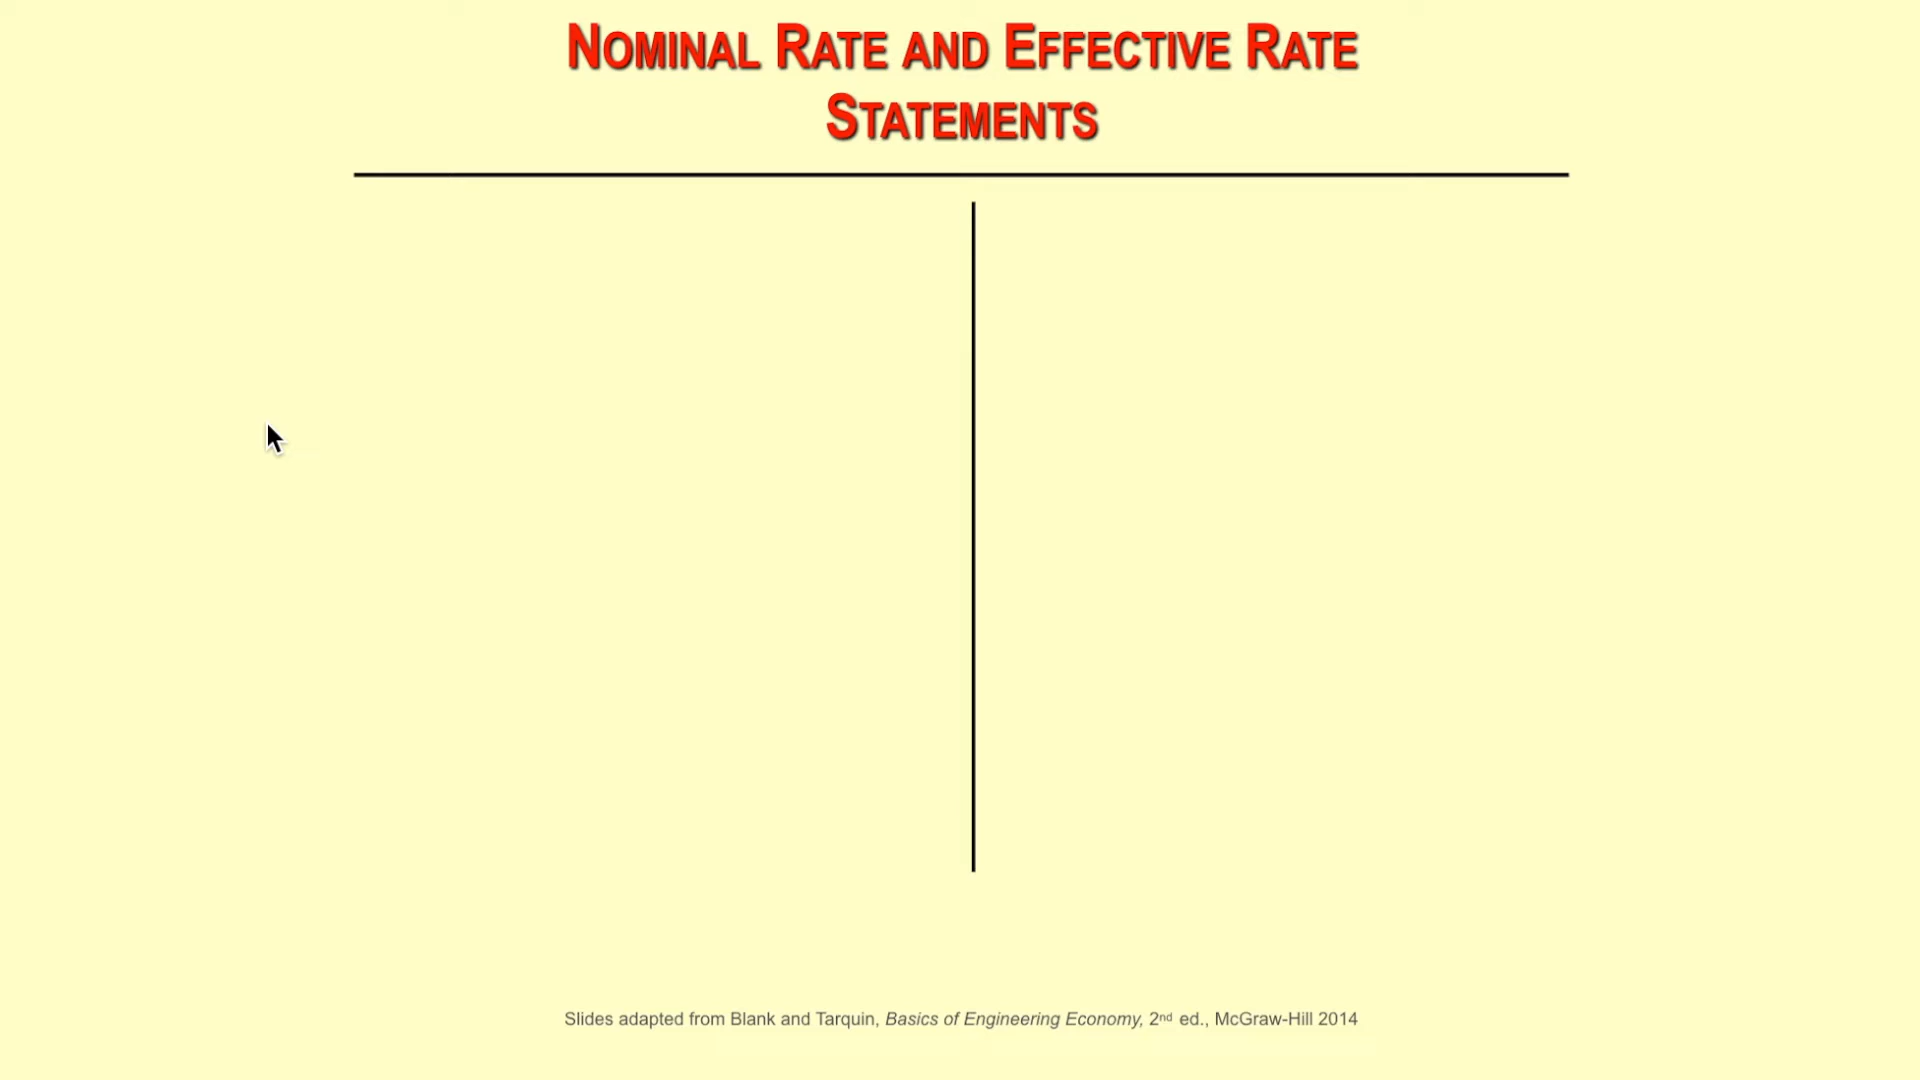 NOMINAL RATE AND EFFECTIVE RATE
STATEMENTS
Slides adapted from Blank and Tarquin, Basics of Engineering Economy, 2nd ed., McGraw-Hill 2014